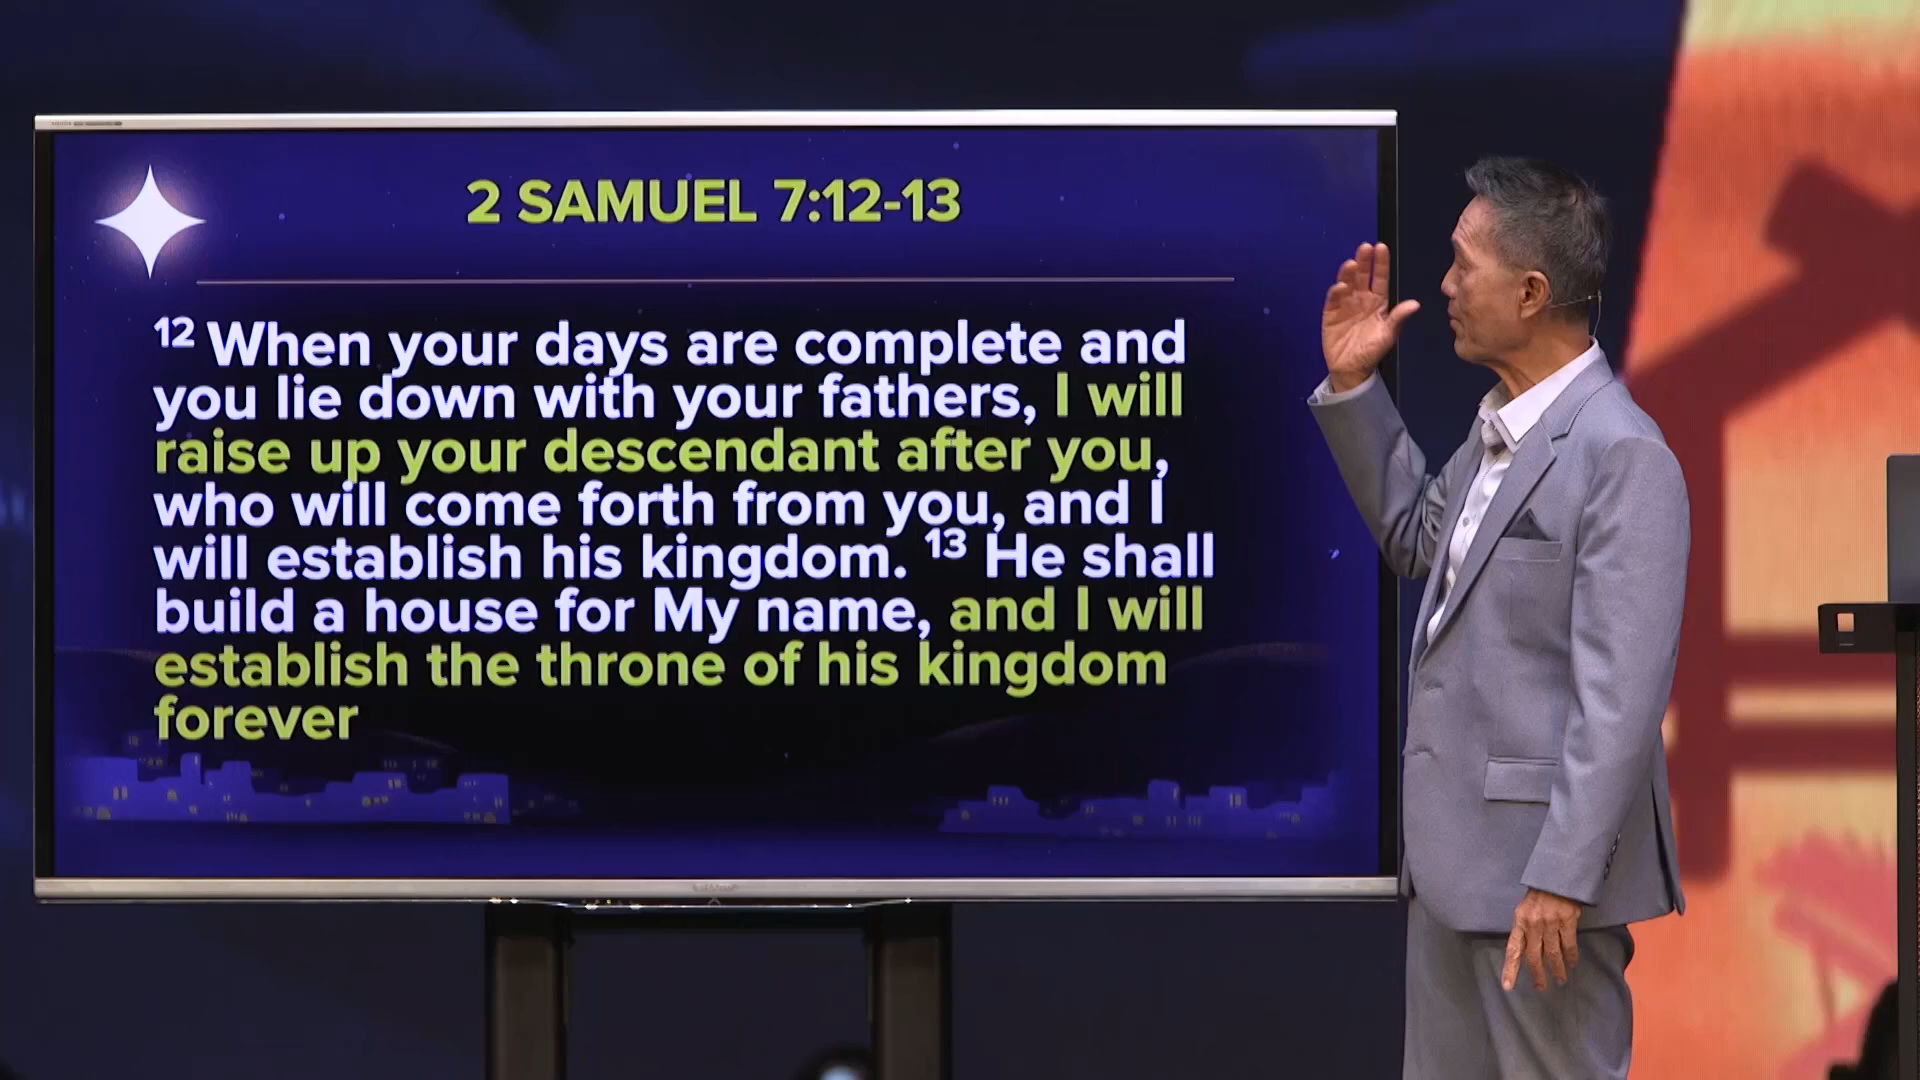 2 SAMUEL 7:12-13
12 When your days are complete and
you lie down with your fathers, I will
raise up your descendant after you,
who will come forth from you, and I
will establish his kingdom. 13 He shall
build a house for My name, and I will
establish the throne of his kingdom
forever